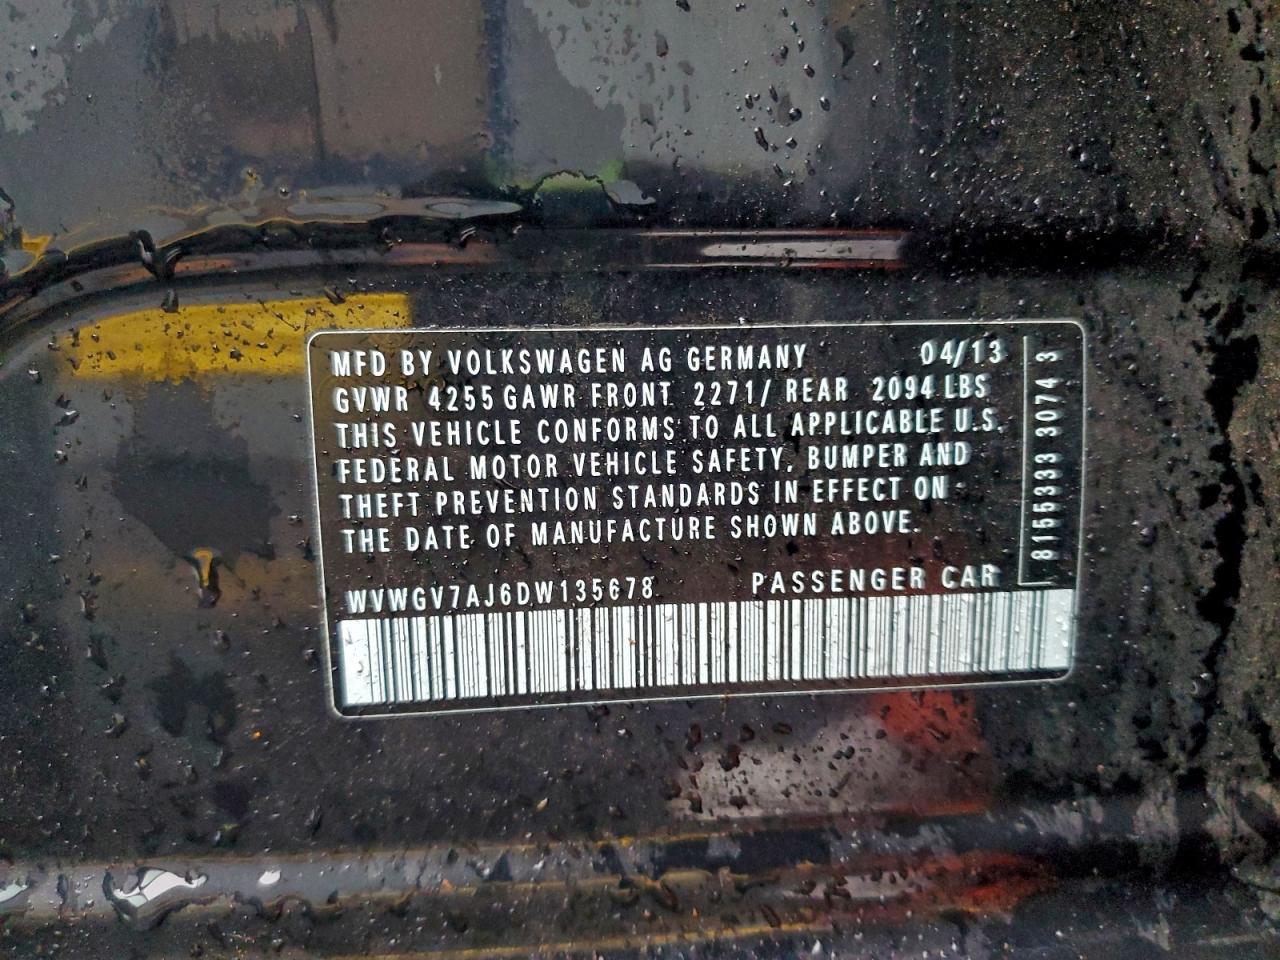 MFD BY VOLKSWAGEN AG GERMANY 04/13
GVWR 4255 GAWR FRONT 2271/ REAR 2094 LBS
THIS VEHICLE CONFORMS TO ALL APPLICABLE U.S.
FEDERAL MOTOR VEHICLE SAFETY, BUMPER AND
THEFT PREVENTION STANDARDS IN EFFECT ON
THE DATE OF MANUFACTURE SHOWN ABOVE.
WVWGV7AJ6DW135678 PASSENGER CAR
8155333 3074 3